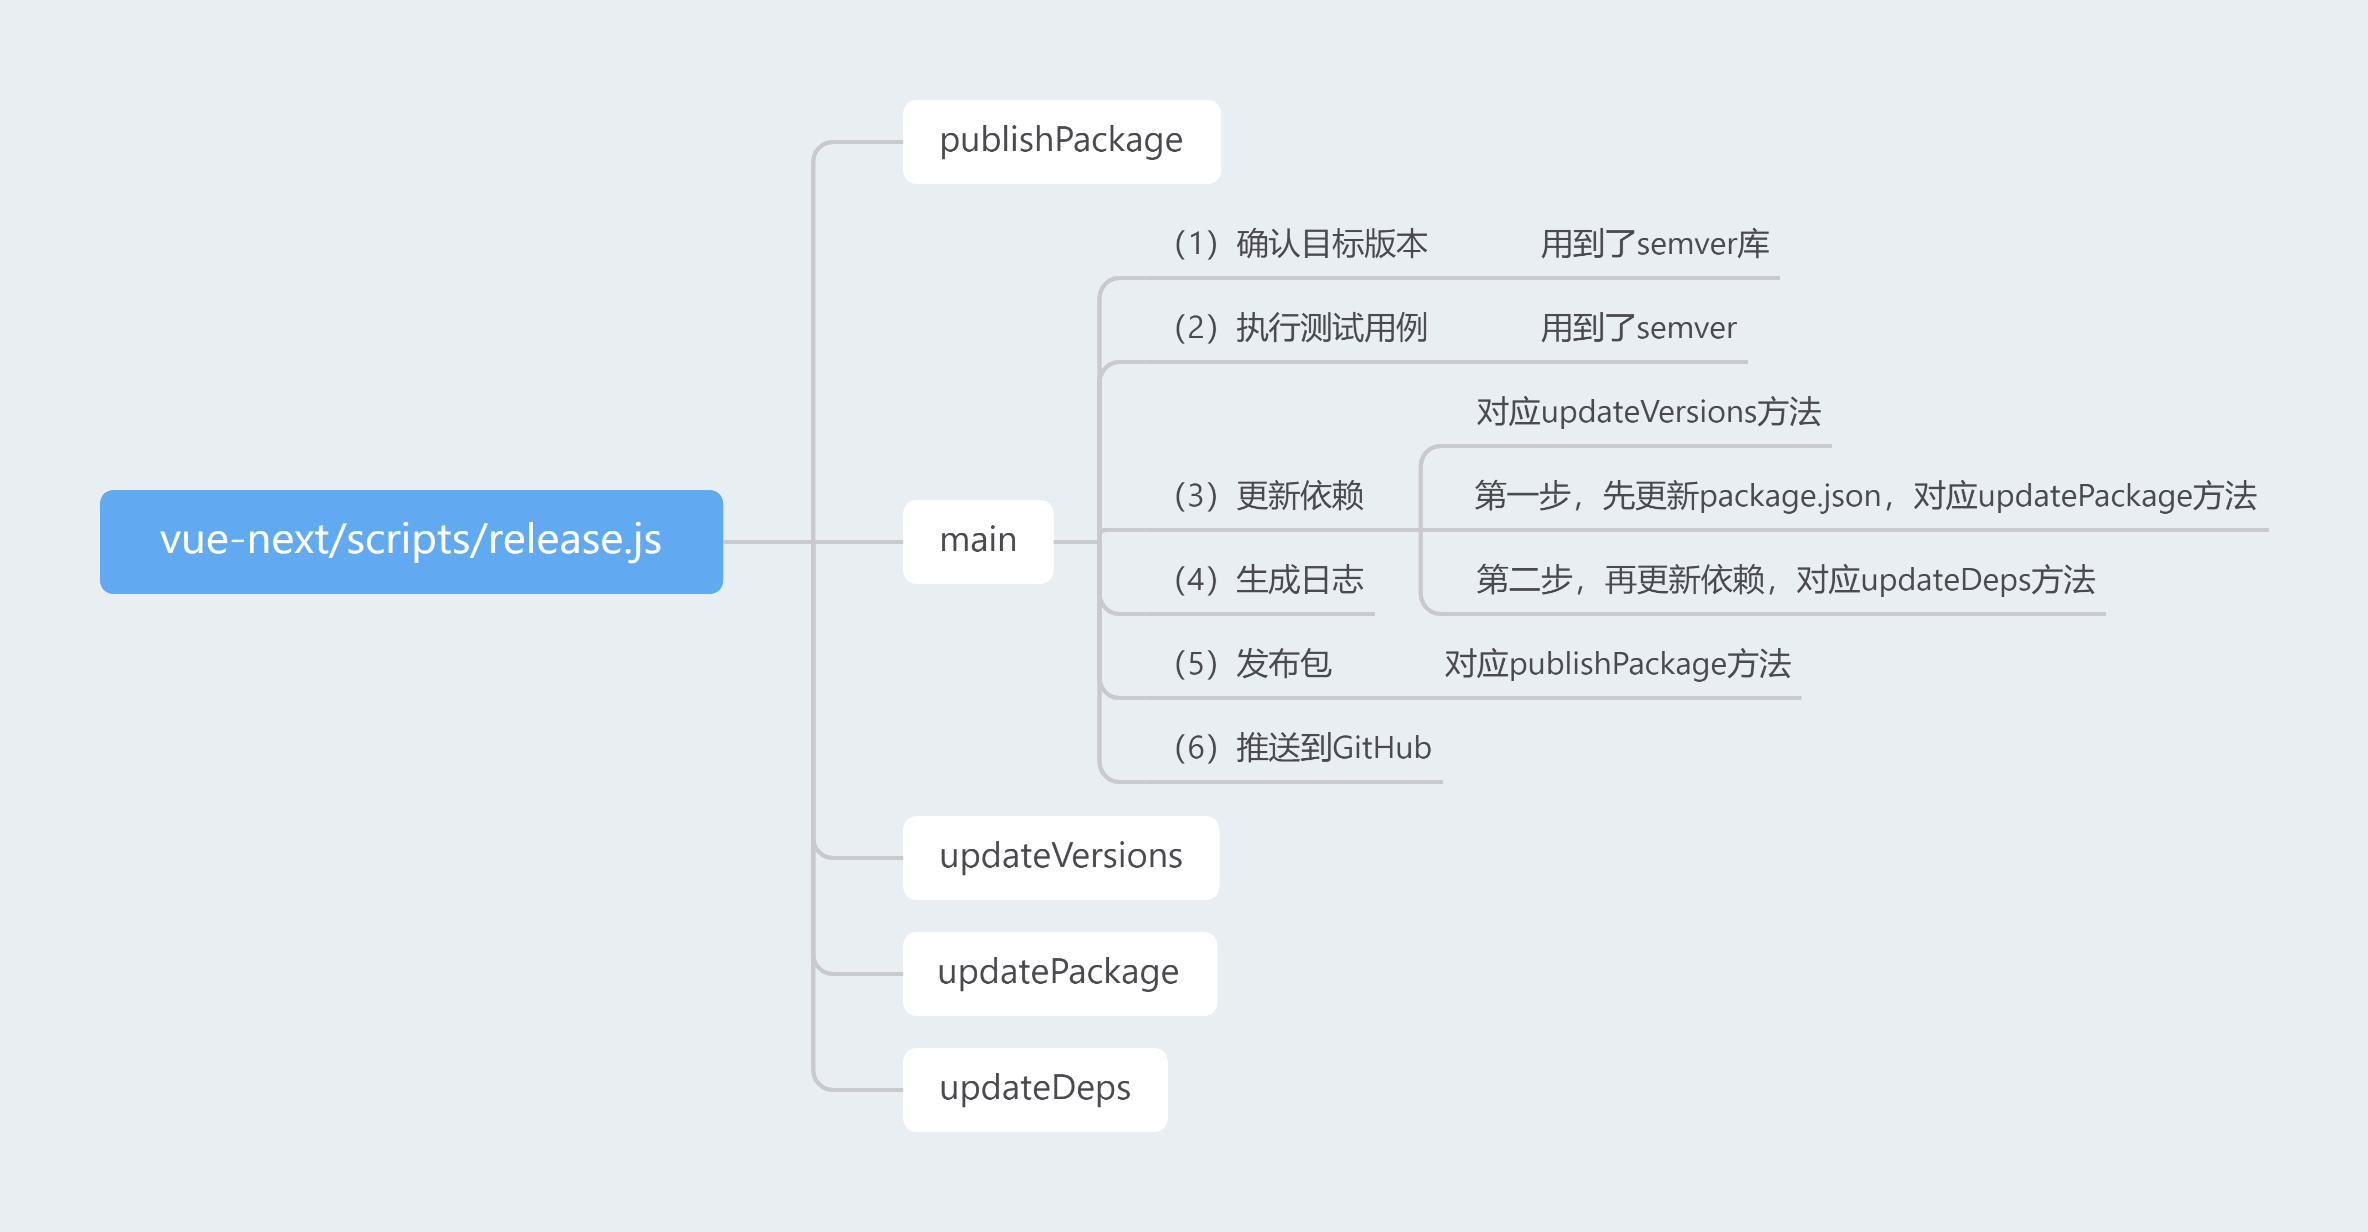 vue-next/scripts/release.js
publishPackage
main
（1）确认目标版本 用到了semver库
（2）执行测试用例 用到了semver
（3）更新依赖
对应updateVersions方法
第一步，先更新package.json，对应updatePackage方法
第二步，再更新依赖，对应updateDeps方法
（4）生成日志
（5）发布包 对应publishPackage方法
（6）推送到GitHub
updateVersions
updatePackage
updateDeps